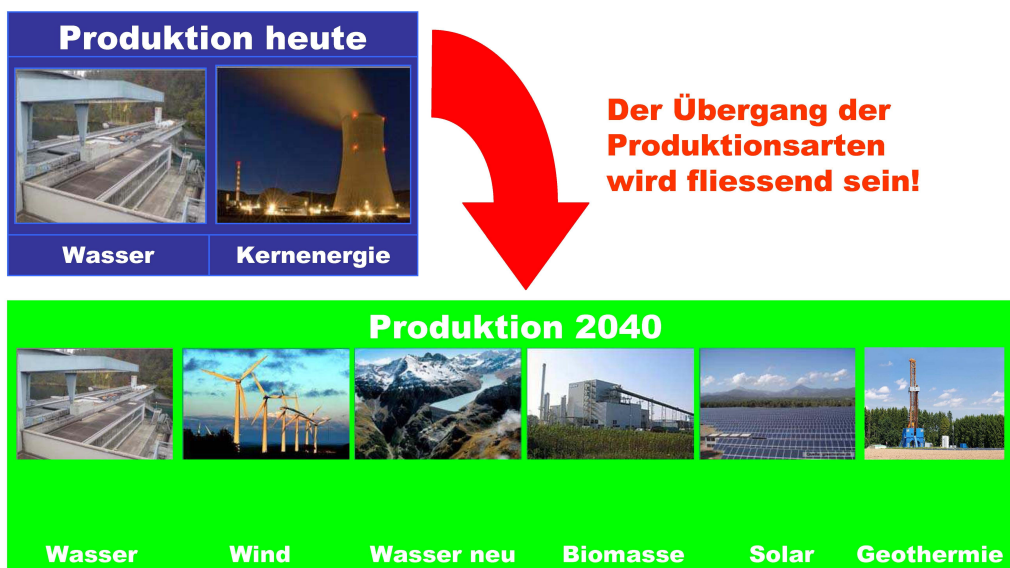 Produktion heute
Wasser
Kernenergie
Der Übergang der
Produktionsarten
wird fliessend sein!
Produktion 2040
Wasser
Wind
Wasser neu
Biomasse
Solar
Geothermie